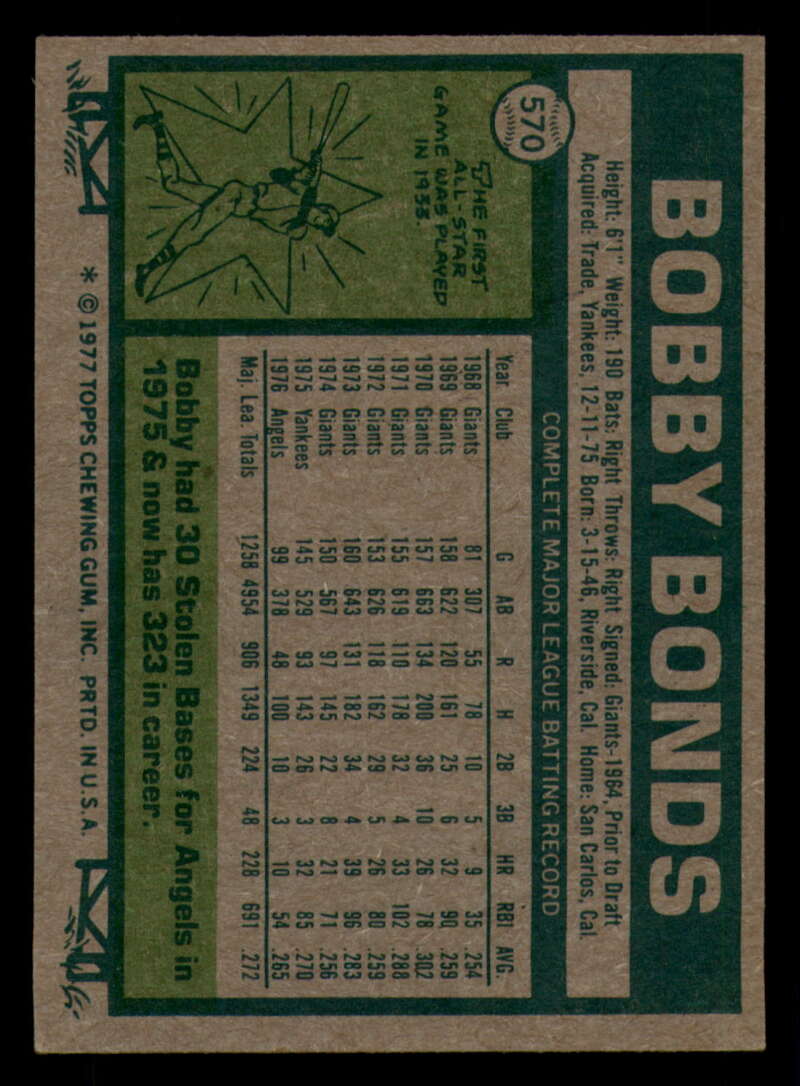 570
BOBBY BONDS
Height: 6'1" Weight: 190 Bats: Right Throws: Right Signed: Giants-1964, Prior to Draft
Acquired: Trade, Yankees, 12-11-75 Born: 3-15-46, Riverside, Cal. Home: San Carlos, Cal.
THE FIRST
ALL-STAR
GAME WAS PLAYED
IN 1933.
COMPLETE MAJOR LEAGUE BATTING RECORD
Year Club G AB R H 2B 3B HR RBI AVG.
1968 Giants 81 307 55 78 10 5 9 35 .254
1969 Giants 158 622 120 161 25 6 32 90 .259
1970 Giants 157 663 134 200 36 10 26 78 .302
1971 Giants 155 619 110 178 32 4 33 102 .288
1972 Giants 153 626 118 162 29 5 26 80 .259
1973 Giants 160 643 131 182 34 4 39 96 .283
1974 Giants 150 567 97 145 22 8 21 71 .256
1975 Yankees 145 529 93 143 26 3 32 85 .270
1976 Angels 99 378 48 100 10 3 10 54 .265
Maj. Lea. Totals 1258 4954 906 1349 224 48 228 691 .272
Bobby had 30 Stolen Bases for Angels in
1975 & now has 323 in career.
* © 1977 TOPPS CHEWING GUM, INC. PRTD. IN U.S.A.